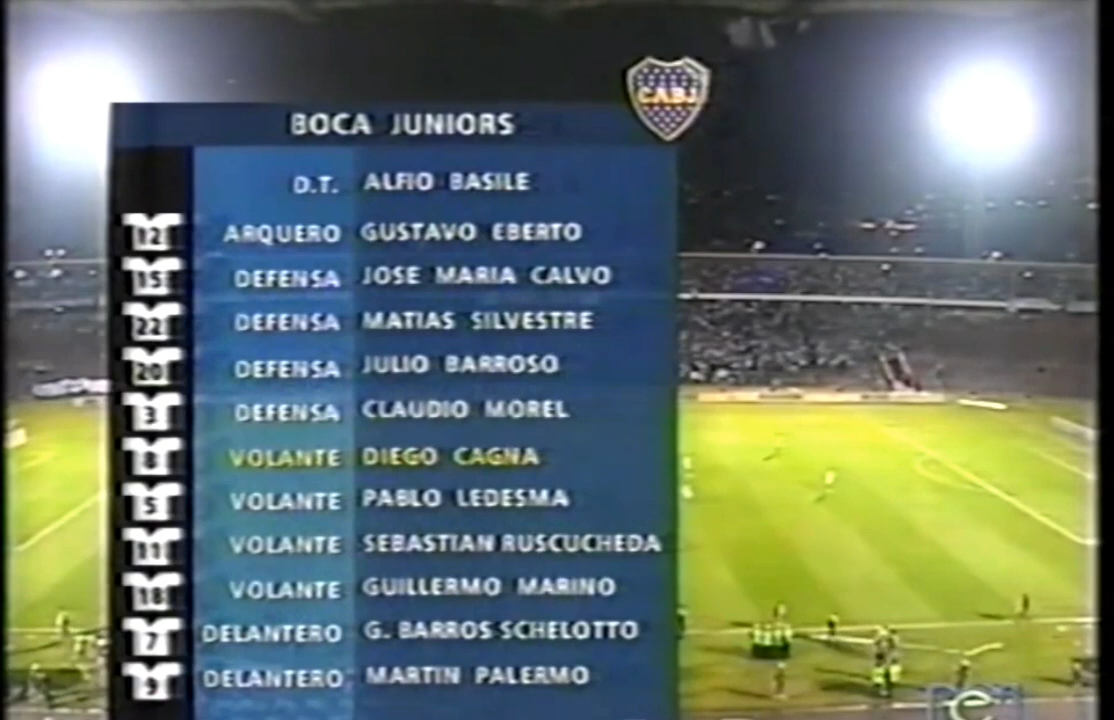 CABJ
BOCA JUNIORS
D.T. ALFIO BASILE
12 ARQUERO GUSTAVO EBERTO
15 DEFENSA JOSE MARIA CALVO
22 DEFENSA MATIAS SILVESTRE
20 DEFENSA JULIO BARROSO
3 DEFENSA CLAUDIO MOREL
8 VOLANTE DIEGO CAGNA
5 VOLANTE PABLO LEDESMA
11 VOLANTE SEBASTIAN RUSCUCHEDA
18 VOLANTE GUILLERMO MARINO
7 DELANTERO G. BARROS SCHELOTTO
9 DELANTERO MARTIN PALERMO